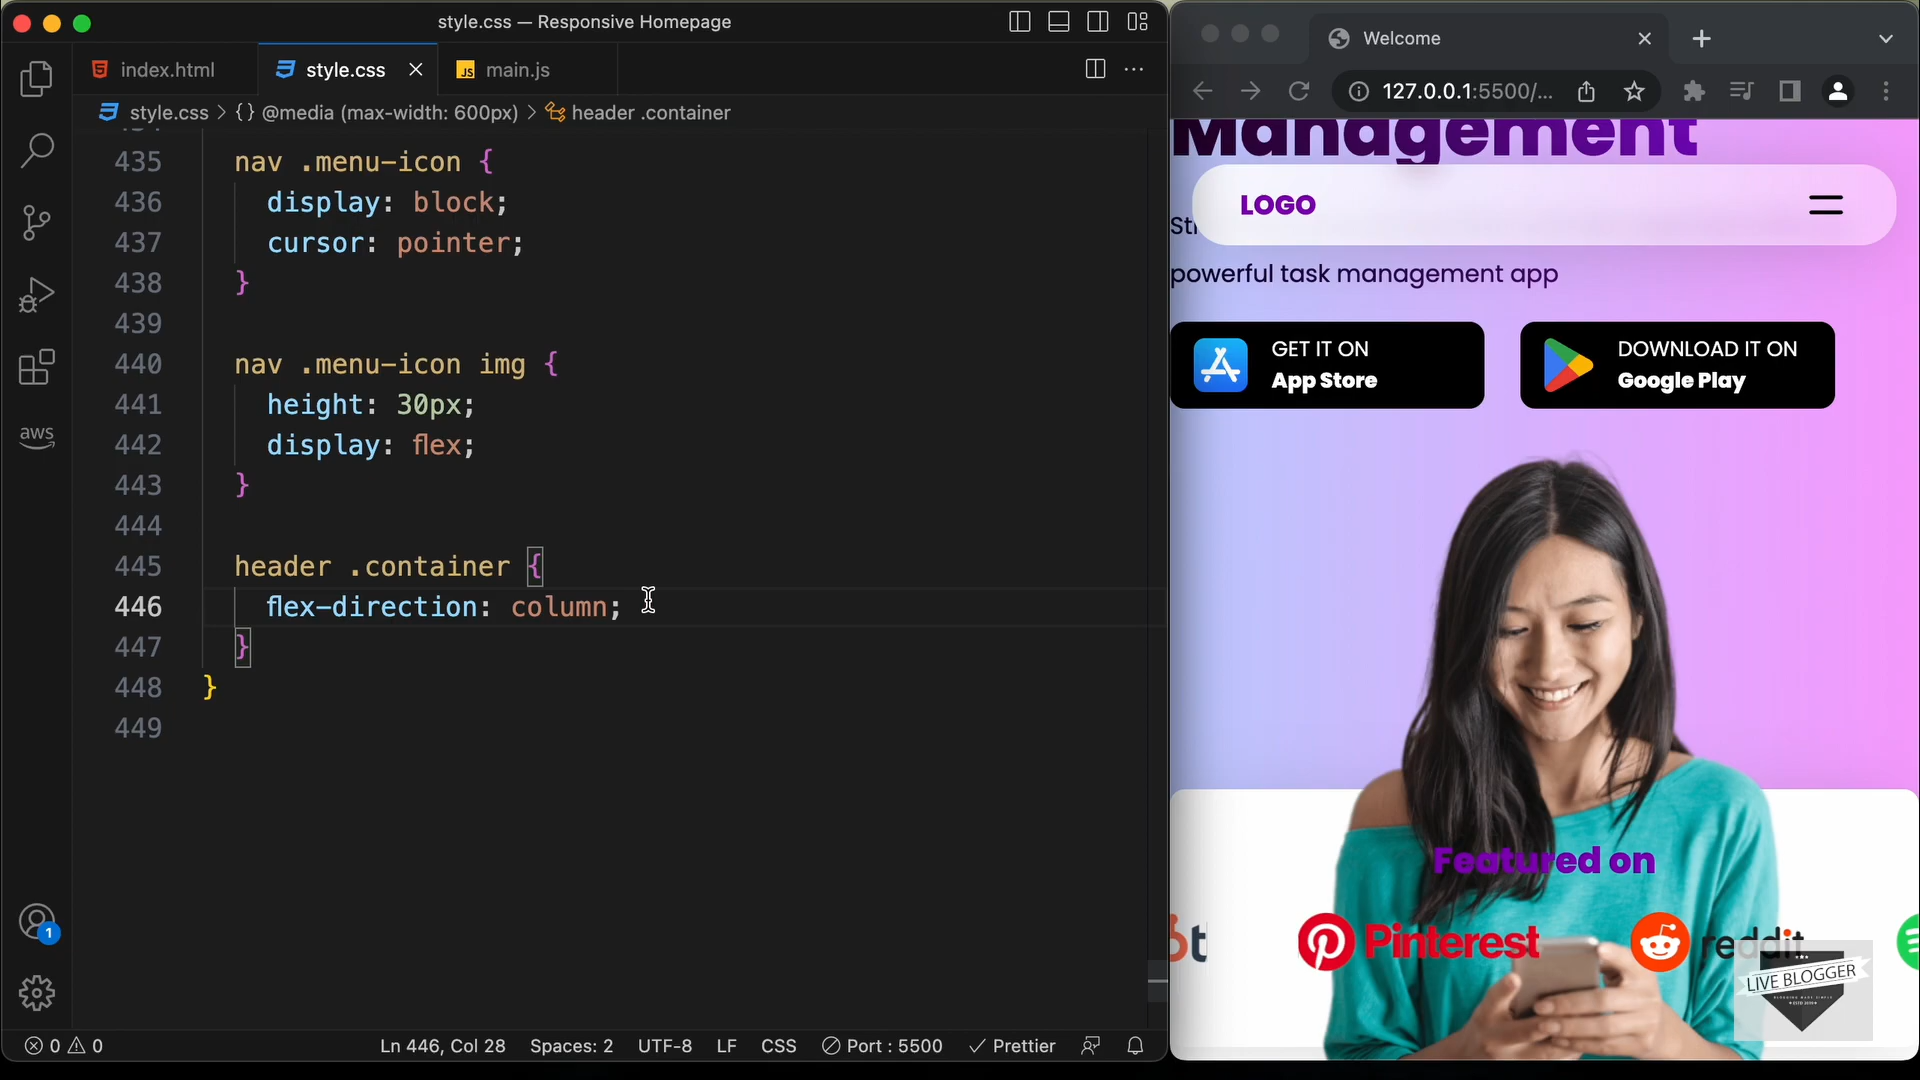 style.css — Responsive Homepage
index.html
style.css
main.js
style.css > {} @media (max-width: 600px) > header .container
435 nav .menu-icon {
436 display: block;
437 cursor: pointer;
438 }
439
440 nav .menu-icon img {
441 height: 30px;
442 display: flex;
443 }
444
445 header .container {
446 flex-direction: column;
447 }
448 }
449
aws
1
0 0
Ln 446, Col 28
Spaces: 2
UTF-8
LF
CSS
Port : 5500
Prettier
Welcome
127.0.0.1:5500/...
Management
LOGO
powerful task management app
GET IT ON
App Store
DOWNLOAD IT ON
Google Play
Featured on
Pinterest
reddit
LIVE BLOGGER